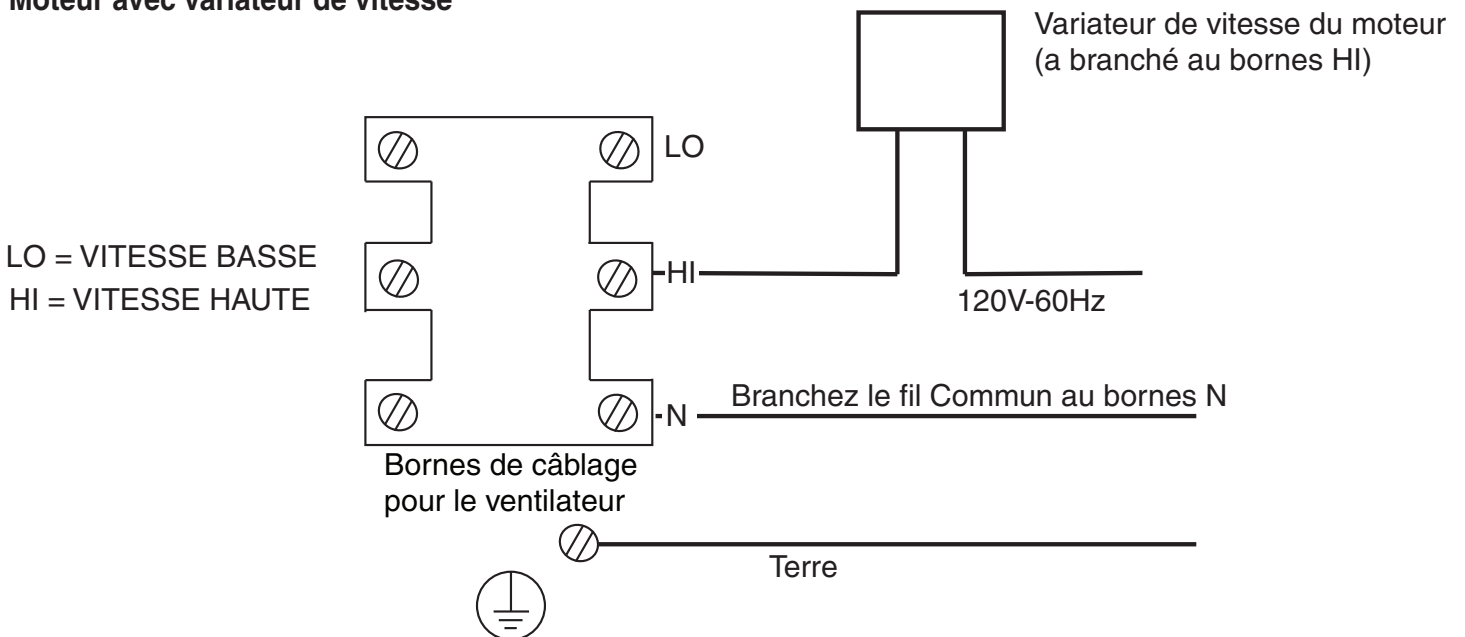 Moteur avec variateur de vitesse
Variateur de vitesse du moteur
(a branché au bornes HI)
LO
LO = VITESSE BASSE
HI = VITESSE HAUTE
HI
120V-60Hz
Branchez le fil Commun au bornes N
N
Bornes de câblage
pour le ventilateur
Terre